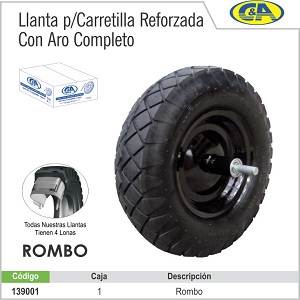 Llanta p/Carretilla Reforzada
Con Aro Completo
C&A
Todas Nuestras Llantas
Tienen 4 Lonas
ROMBO
Código Caja Descripción
139001 1 Rombo